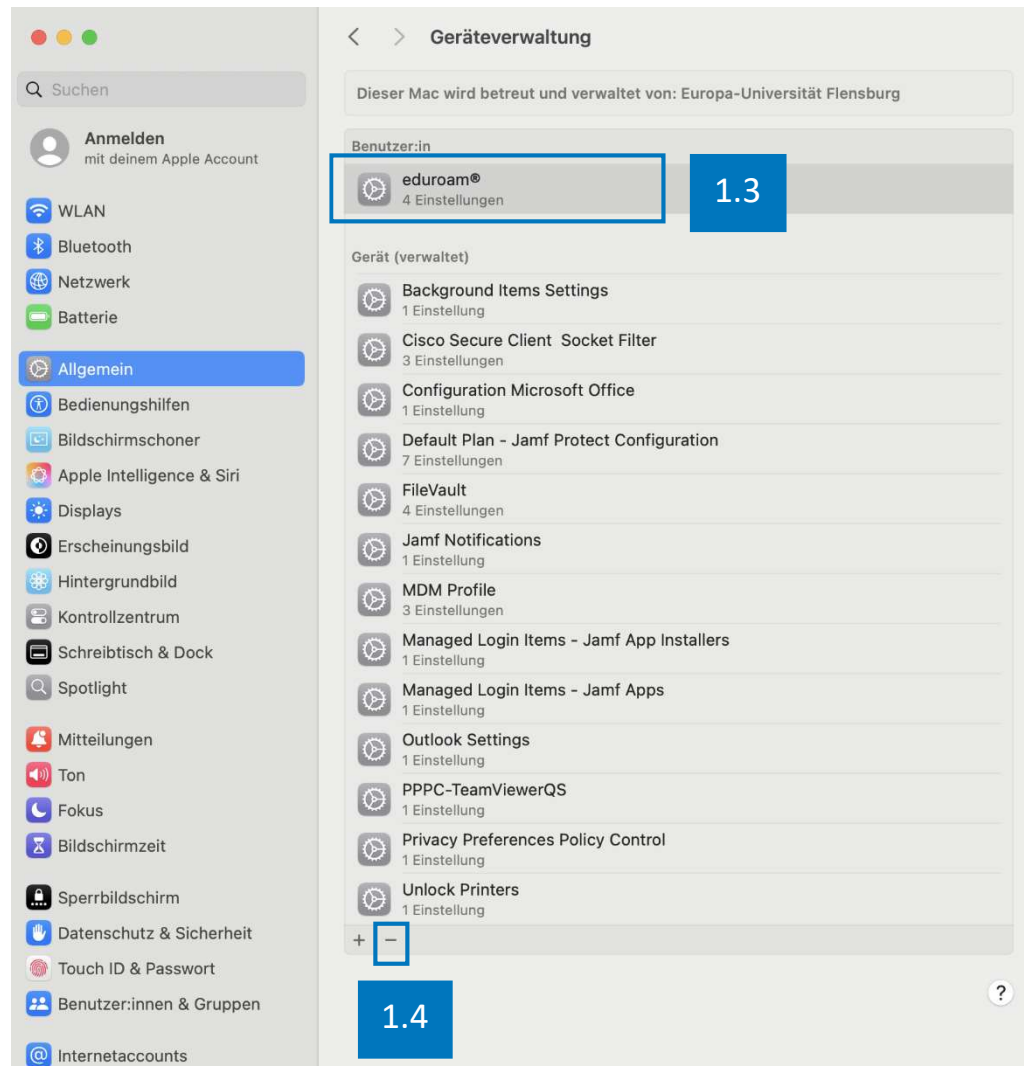 Suchen
Anmelden
mit deinem Apple Account
WLAN
Bluetooth
Netzwerk
Batterie
Allgemein
Bedienungshilfen
Bildschirmschoner
Apple Intelligence & Siri
Displays
Erscheinungsbild
Hintergrundbild
Kontrollzentrum
Schreibtisch & Dock
Spotlight
Mitteilungen
Ton
Fokus
Bildschirmzeit
Sperrbildschirm
Datenschutz & Sicherheit
Touch ID & Passwort
Benutzer:innen & Gruppen
Internetaccounts
Geräteverwaltung
Dieser Mac wird betreut und verwaltet von: Europa-Universität Flensburg
Benutzer:in
eduroam®
4 Einstellungen
1.3
Gerät (verwaltet)
Background Items Settings
1 Einstellung
Cisco Secure Client  Socket Filter
3 Einstellungen
Configuration Microsoft Office
1 Einstellung
Default Plan - Jamf Protect Configuration
7 Einstellungen
FileVault
4 Einstellungen
Jamf Notifications
1 Einstellung
MDM Profile
3 Einstellungen
Managed Login Items - Jamf App Installers
1 Einstellung
Managed Login Items - Jamf Apps
1 Einstellung
Outlook Settings
1 Einstellung
PPPC-TeamViewerQS
1 Einstellung
Privacy Preferences Policy Control
1 Einstellung
Unlock Printers
1 Einstellung
+ −
?
1.4